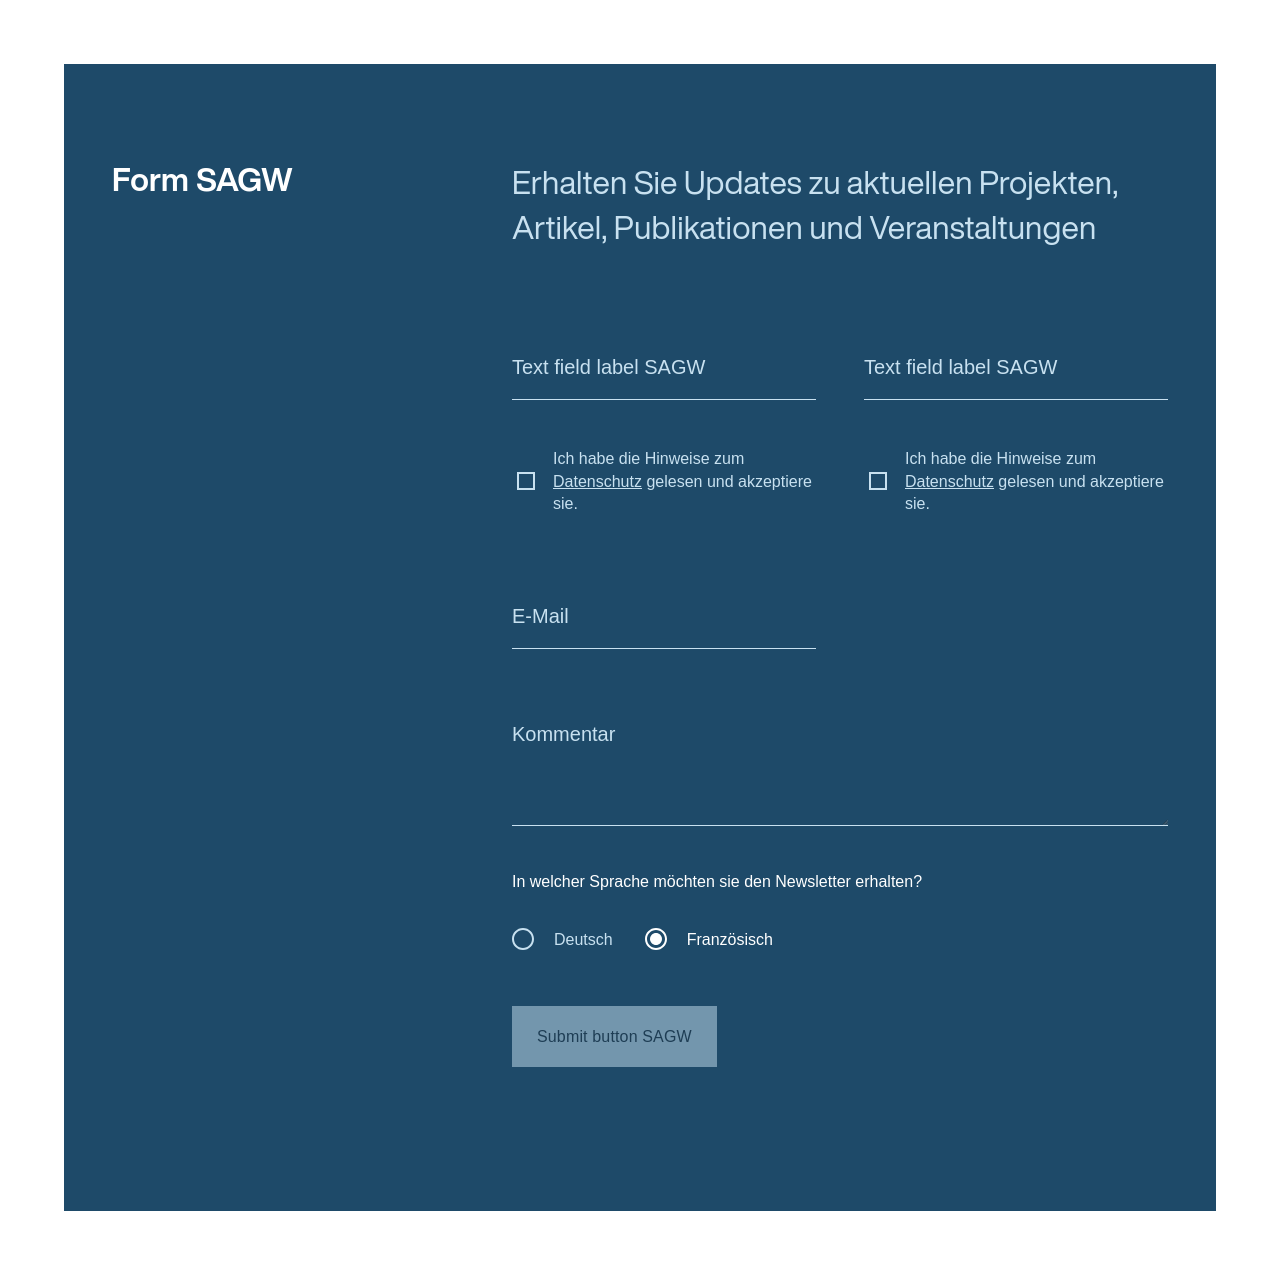 Form SAGW
Erhalten Sie Updates zu aktuellen Projekten,
Artikel, Publikationen und Veranstaltungen
Text field label SAGW
Text field label SAGW
Ich habe die Hinweise zum
Datenschutz gelesen und akzeptiere
sie.
Ich habe die Hinweise zum
Datenschutz gelesen und akzeptiere
sie.
E-Mail
Kommentar
In welcher Sprache möchten sie den Newsletter erhalten?
Deutsch
Französisch
Submit button SAGW